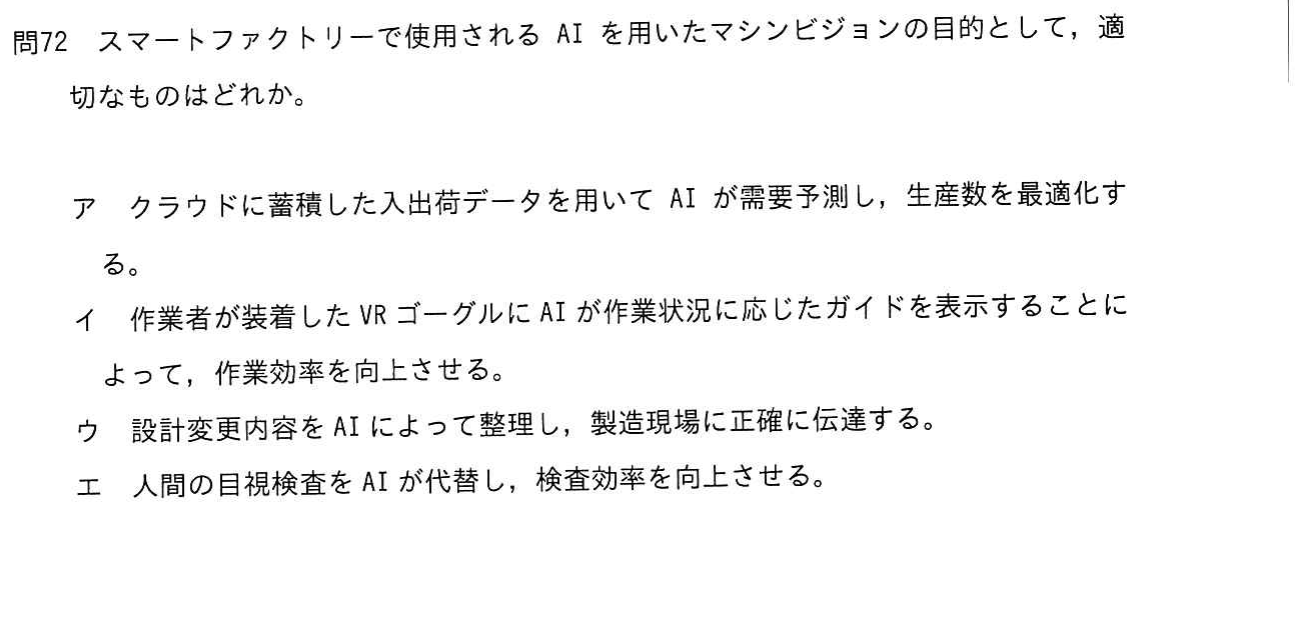 問72　スマートファクトリーで使用される AI を用いたマシンビジョンの目的として，適
切なものはどれか。
ア　クラウドに蓄積した入出荷データを用いて AI が需要予測し，生産数を最適化す
る。
イ　作業者が装着した VR ゴーグルに AI が作業状況に応じたガイドを表示することに
よって，作業効率を向上させる。
ウ　設計変更内容を AI によって整理し，製造現場に正確に伝達する。
エ　人間の目視検査を AI が代替し，検査効率を向上させる。